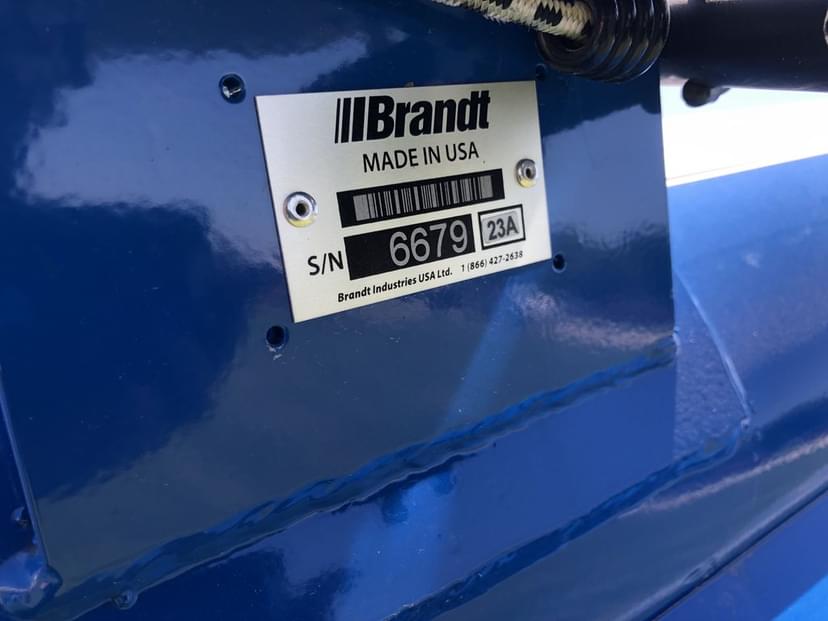 Brandt
MADE IN USA
S/N 6679 23A
Brandt Industries USA Ltd. 1 (866) 427-2638